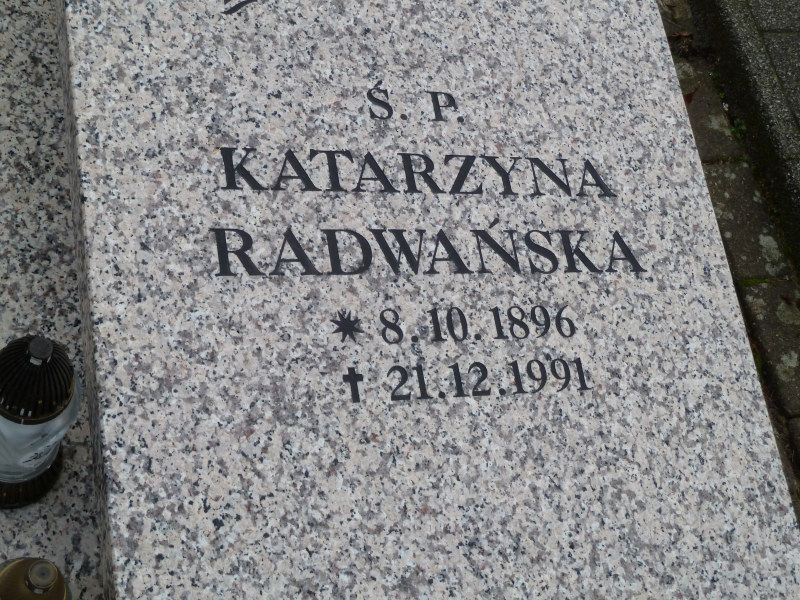 Ś. P.
KATARZYNA
RADWAŃSKA
* 8.10.1896
† 21.12.1991